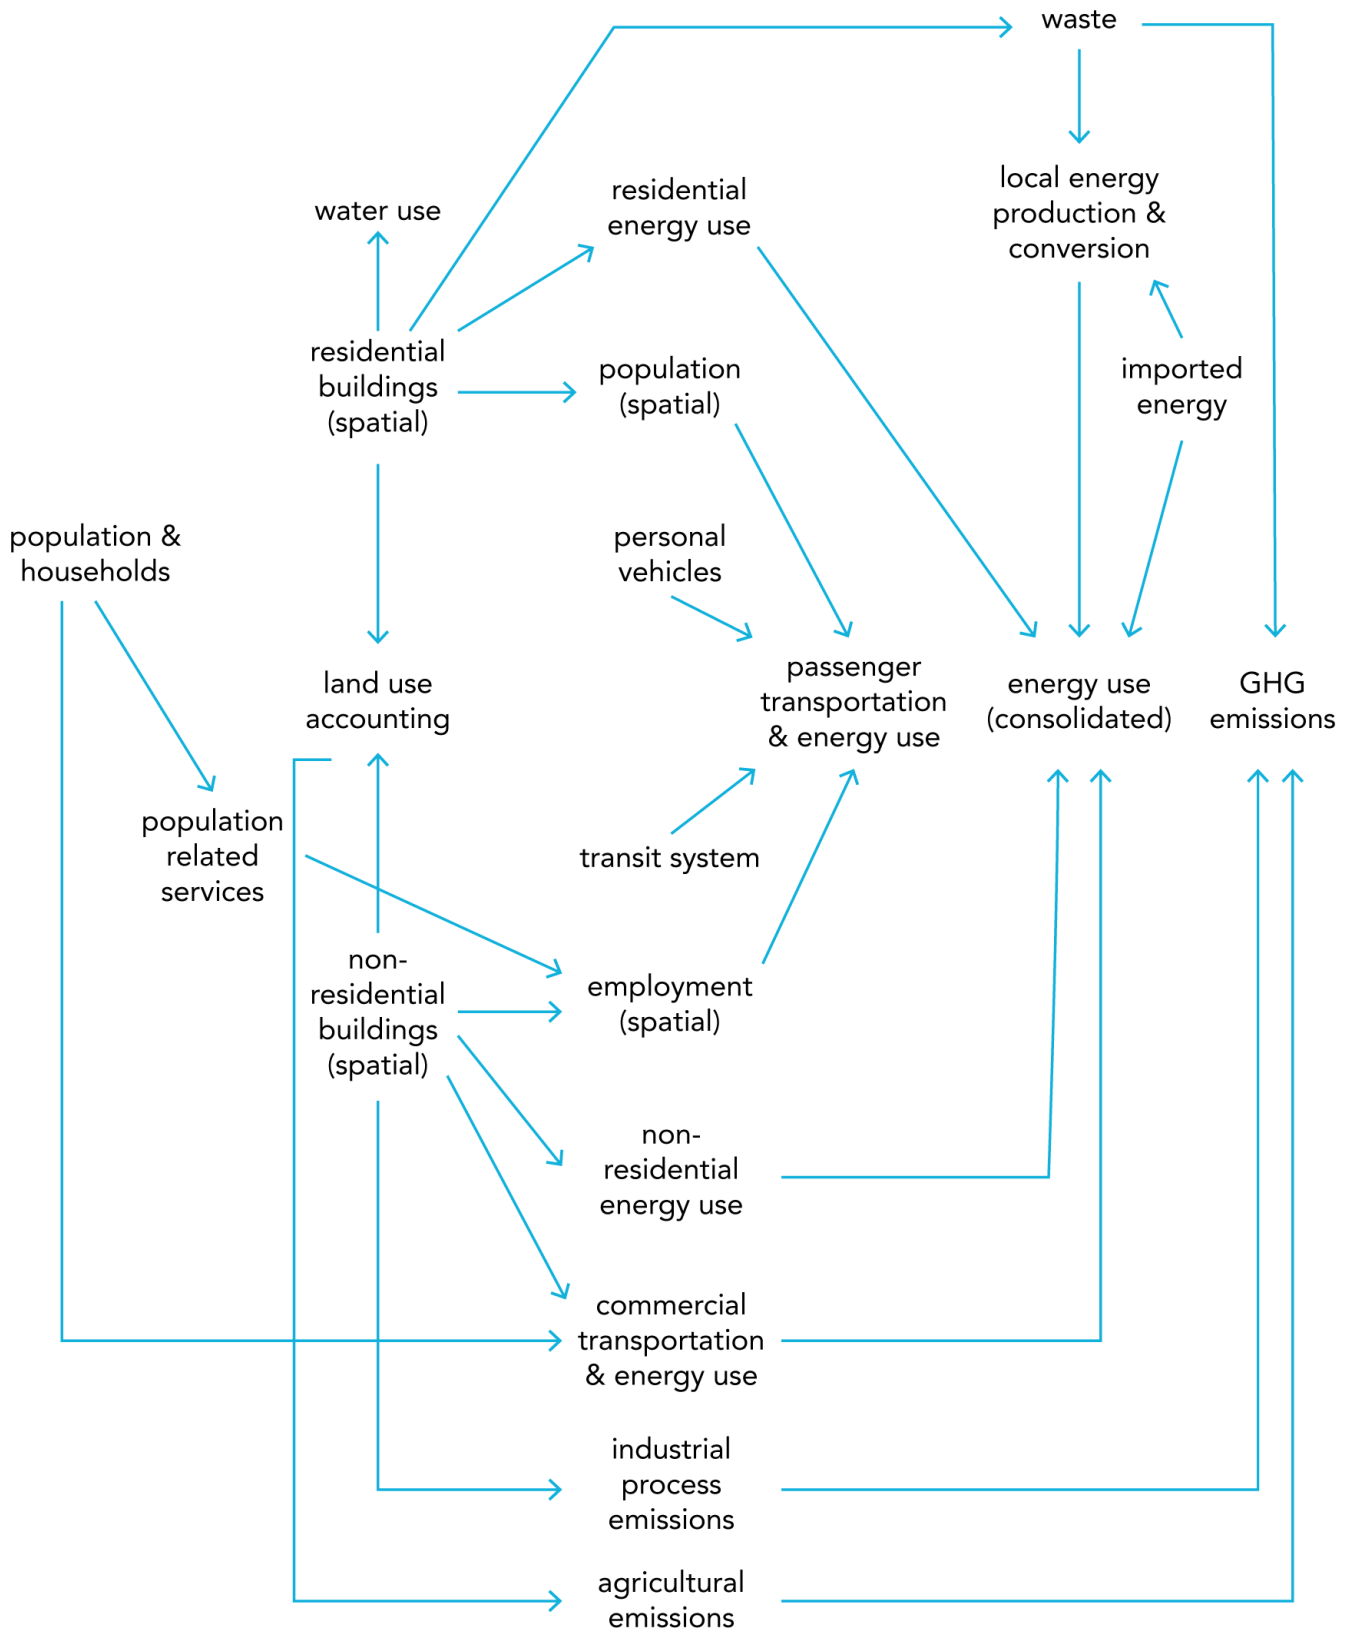 waste
local energy
production &
conversion
residential
energy use
water use
residential
buildings
(spatial)
population
(spatial)
imported
energy
population &
households
personal
vehicles
land use
accounting
passenger
transportation
& energy use
energy use
(consolidated)
GHG
emissions
population
related
services
transit system
non-
residential
buildings
(spatial)
employment
(spatial)
non-
residential
energy use
commercial
transportation
& energy use
industrial
process
emissions
agricultural
emissions